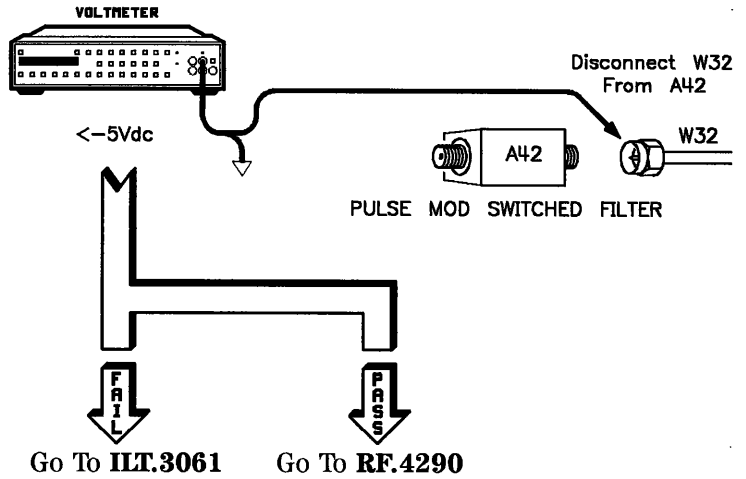 VOLTMETER
Disconnect W32
From A42
<-5Vdc
W32
A42
PULSE MOD SWITCHED FILTER
FAIL
PASS
Go To ILT.3061
Go To RF.4290